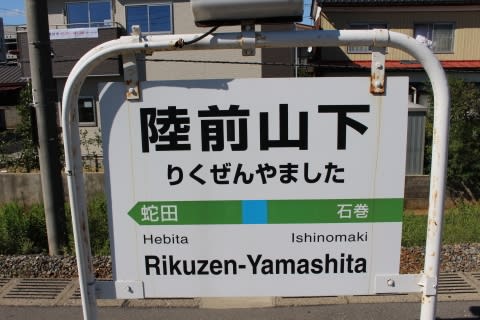 陸前山下
りくぜんやました
蛇田 石巻
Hebita Ishinomaki
Rikuzen-Yamashita